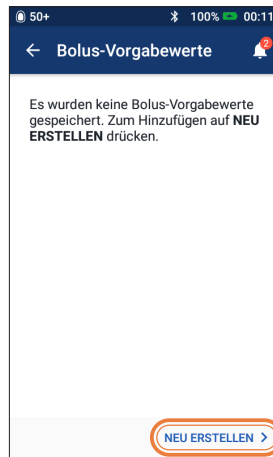 50+ 100% 00:11
Bolus-Vorgabewerte 2
Es wurden keine Bolus-Vorgabewerte
gespeichert. Zum Hinzufügen auf NEU
ERSTELLEN drücken.
NEU ERSTELLEN